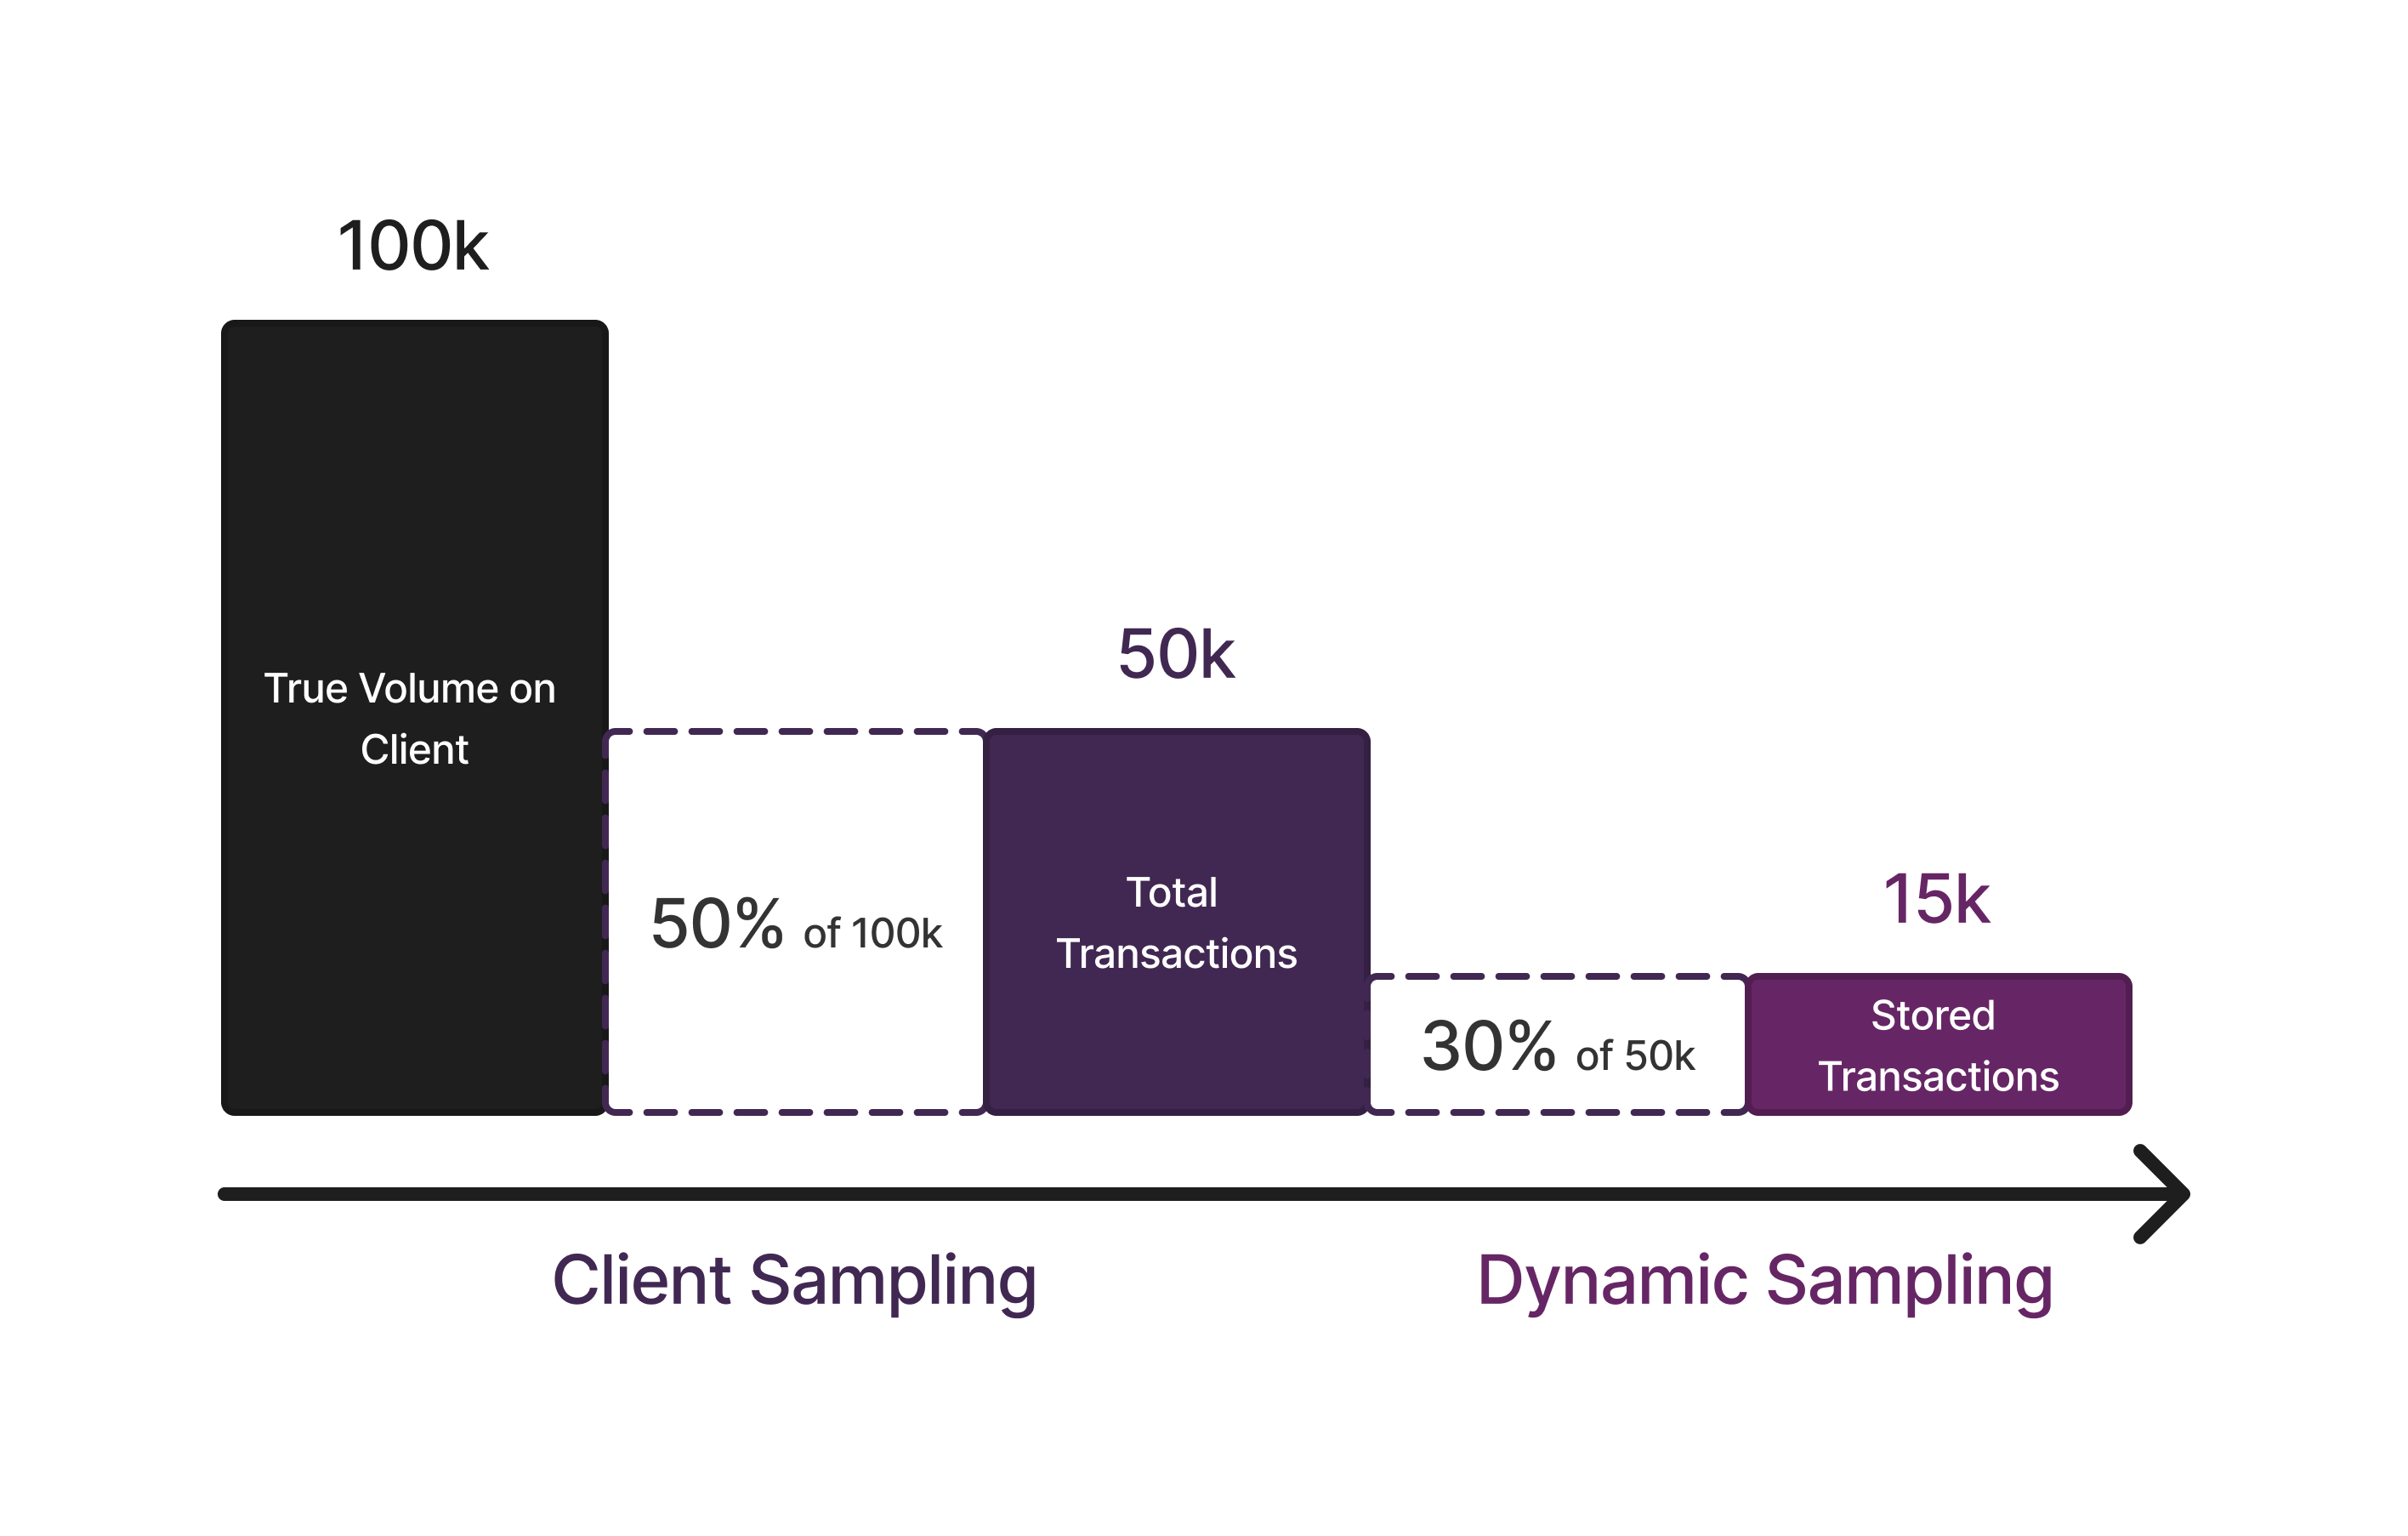 100k
True Volume on
Client
50% of 100k
50k
Total
Transactions
30% of 50k
15k
Stored
Transactions
Client Sampling
Dynamic Sampling